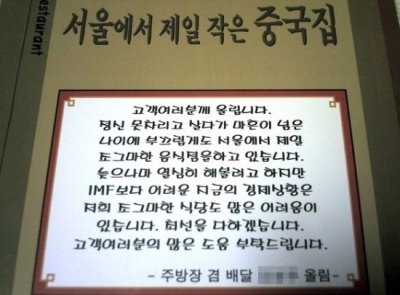 estaurant
서울에서 제일 작은 중국집
고객여러분께 올립니다.
정신 못차리고 살다가 마흔이 넘은
나이에 부끄럽게도 서울에서 제일
쪼그마한 음식점을하고 있습니다.
늦으나마 열심히 해볼려고 하지만
IMF보다 어려운 지금의 경제상황은
저희 쪼그마한 식당도 많은 어려움이
있습니다. 최선을 다하겠습니다.
고객여러분의 많은 도움 부탁드립니다.
- 주방장 겸 배달 올림-